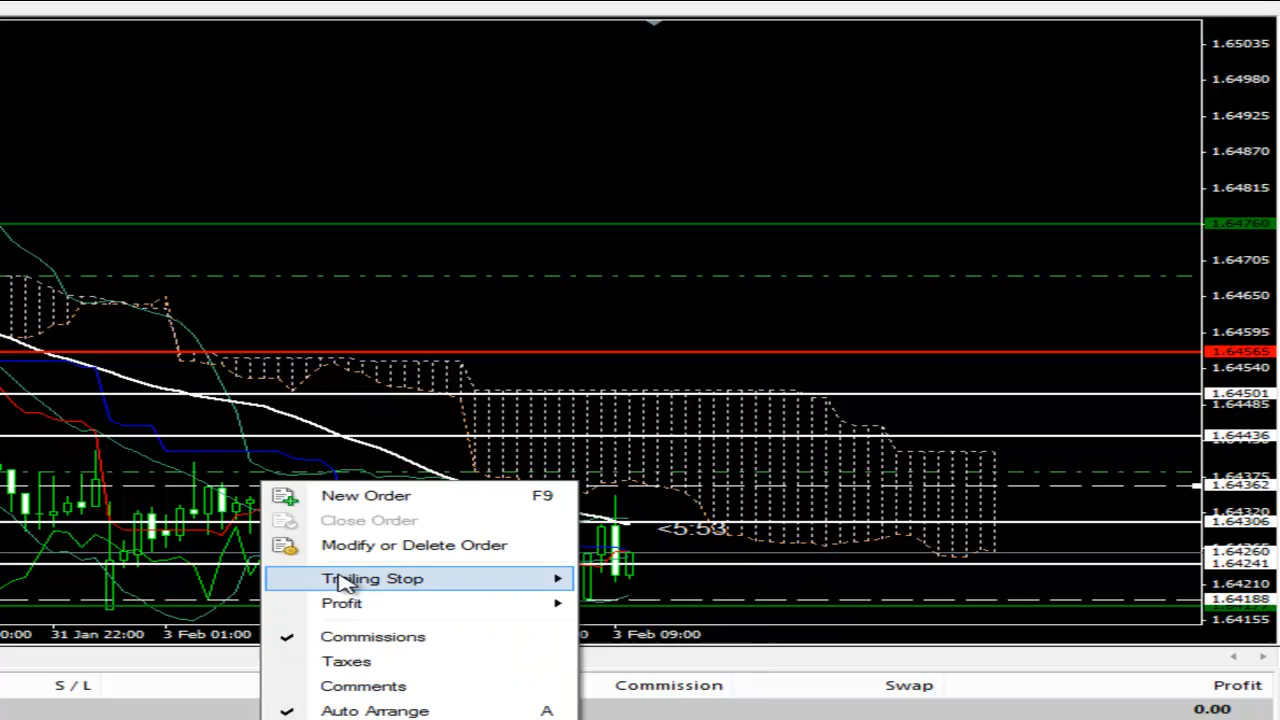 1.65035
1.64980
1.64925
1.64870
1.64815
1.64760
1.64705
1.64650
1.64595
1.64565
1.64540
1.64501
1.64485
1.64436
1.64375
1.64362
1.64320
1.64306
1.64260
1.64241
1.64210
1.64188
1.64155
<5:53
0:00 31 Jan 22:00 3 Feb 01:00 0 3 Feb 09:00
New Order F9
Close Order
Modify or Delete Order
Trailing Stop
Profit
Commissions
Taxes
Comments
Auto Arrange A
S / L Commission Swap Profit
0.00